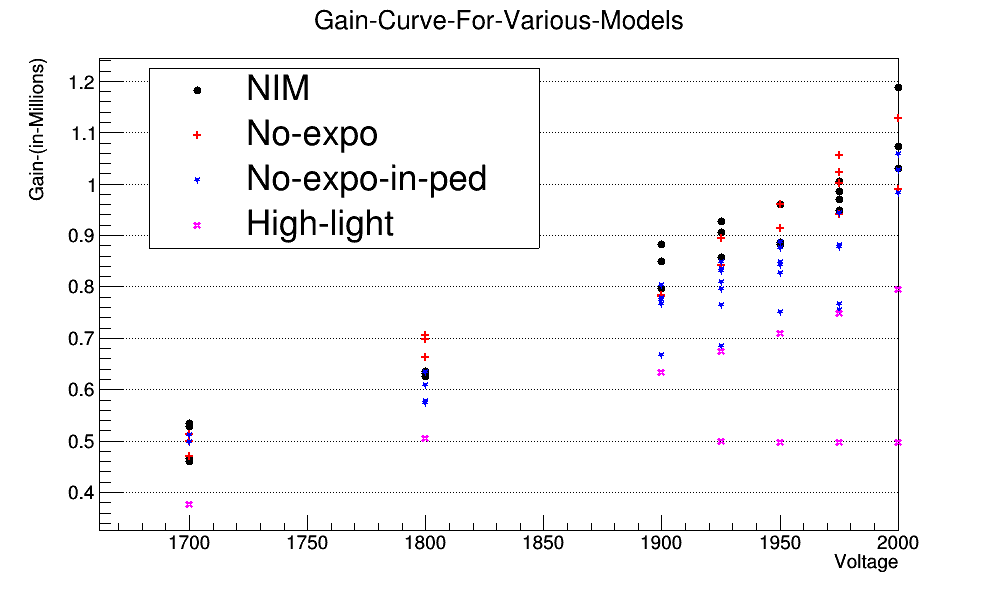 Gain-Curve-For-Various-Models
Gain-(in-Millions)
1.2
1.1
1
0.9
0.8
0.7
0.6
0.5
0.4
NIM
No-expo
No-expo-in-ped
High-light
1700 1750 1800 1850 1900 1950 2000
Voltage